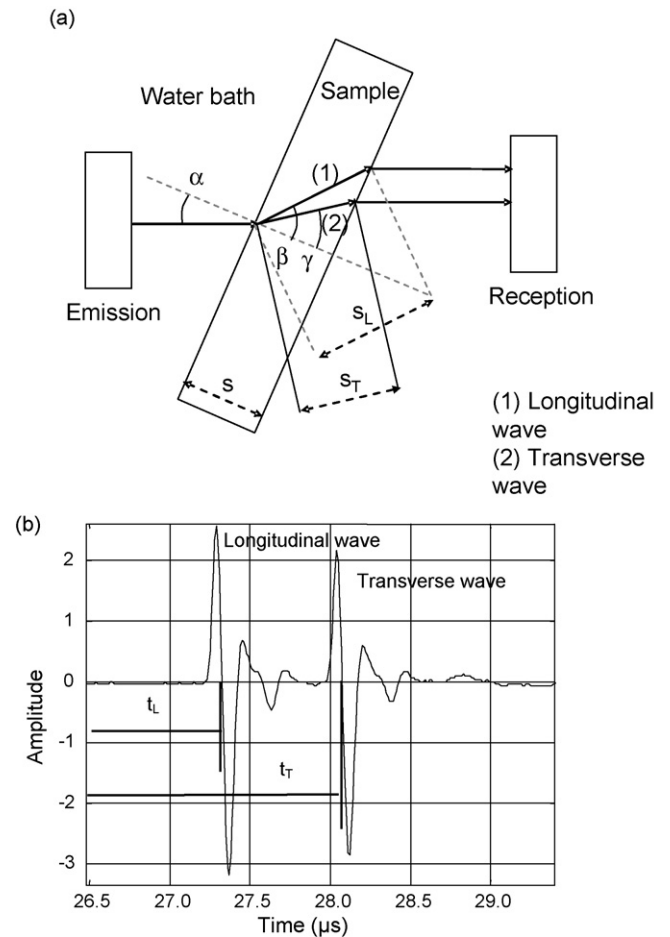 (a)
Water bath
Sample
α
(1)
(2)
β
γ
Emission
Reception
s_L
s
s_T
(1) Longitudinal
wave
(2) Transverse
wave
(b)
Longitudinal wave
Transverse wave
2
1
0
-1
-2
-3
t_L
t_T
Amplitude
26.5 27.0 27.5 28.0 28.5 29.0
Time (μs)